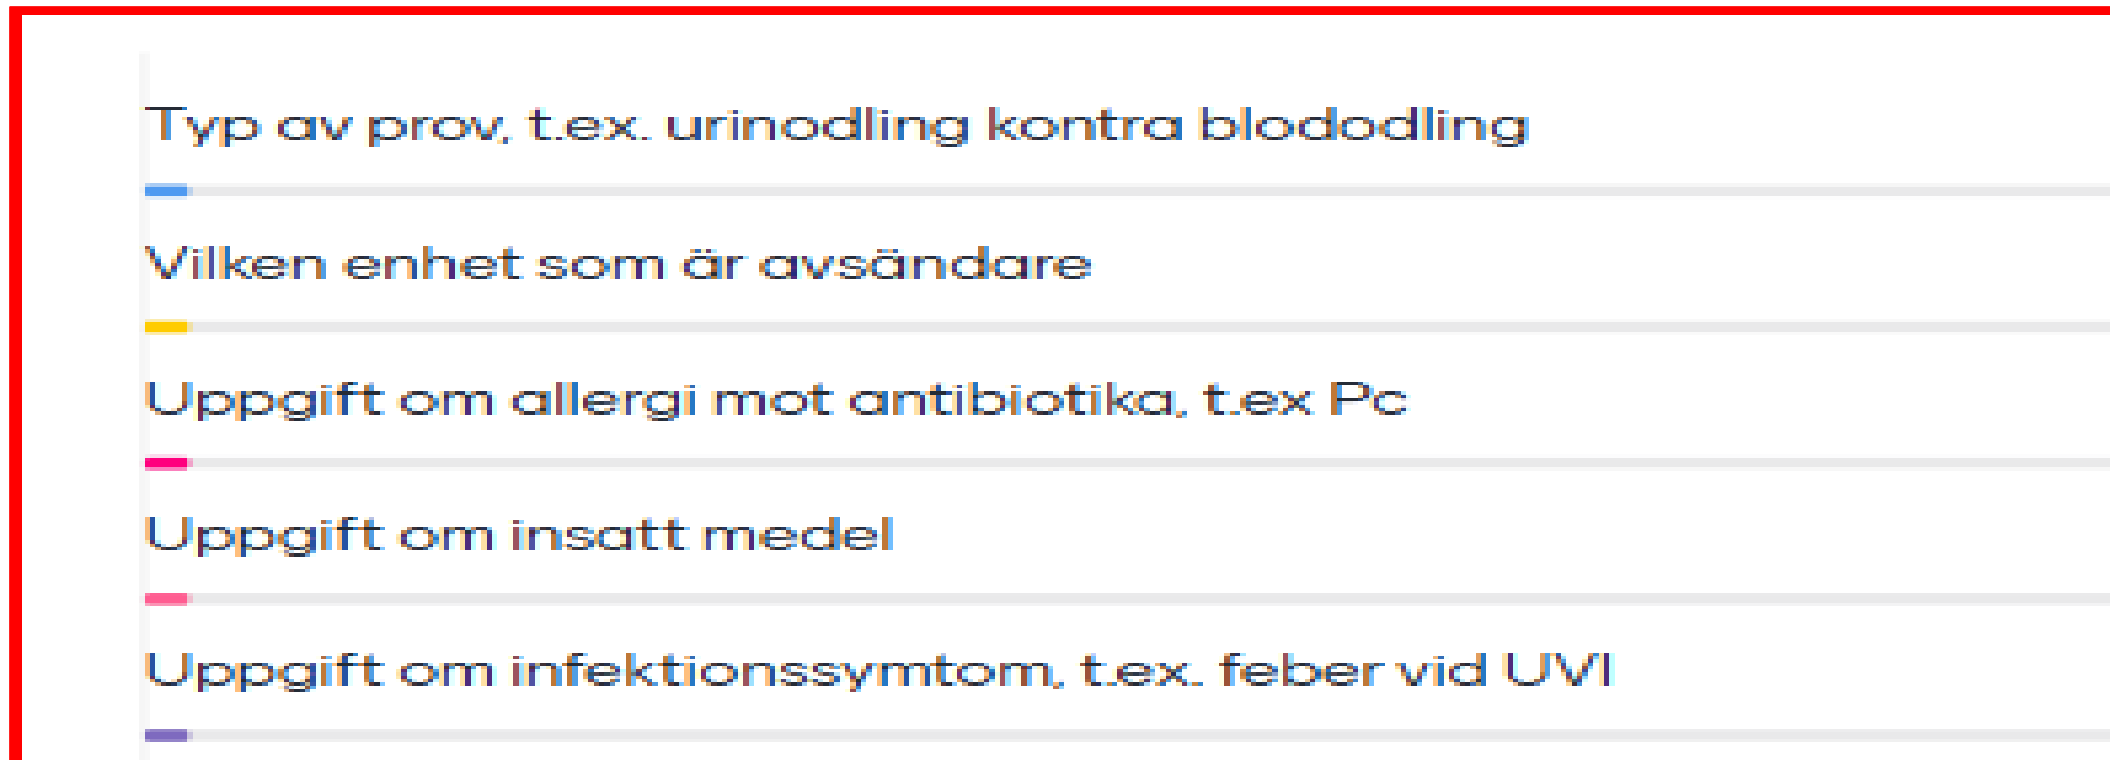 Typ av prov, t.ex. urinodling kontra blododling
Vilken enhet som är avsändare
Uppgift om allergi mot antibiotika, t.ex Pc
Uppgift om insatt medel
Uppgift om infektionssymtom, t.ex. feber vid UVI